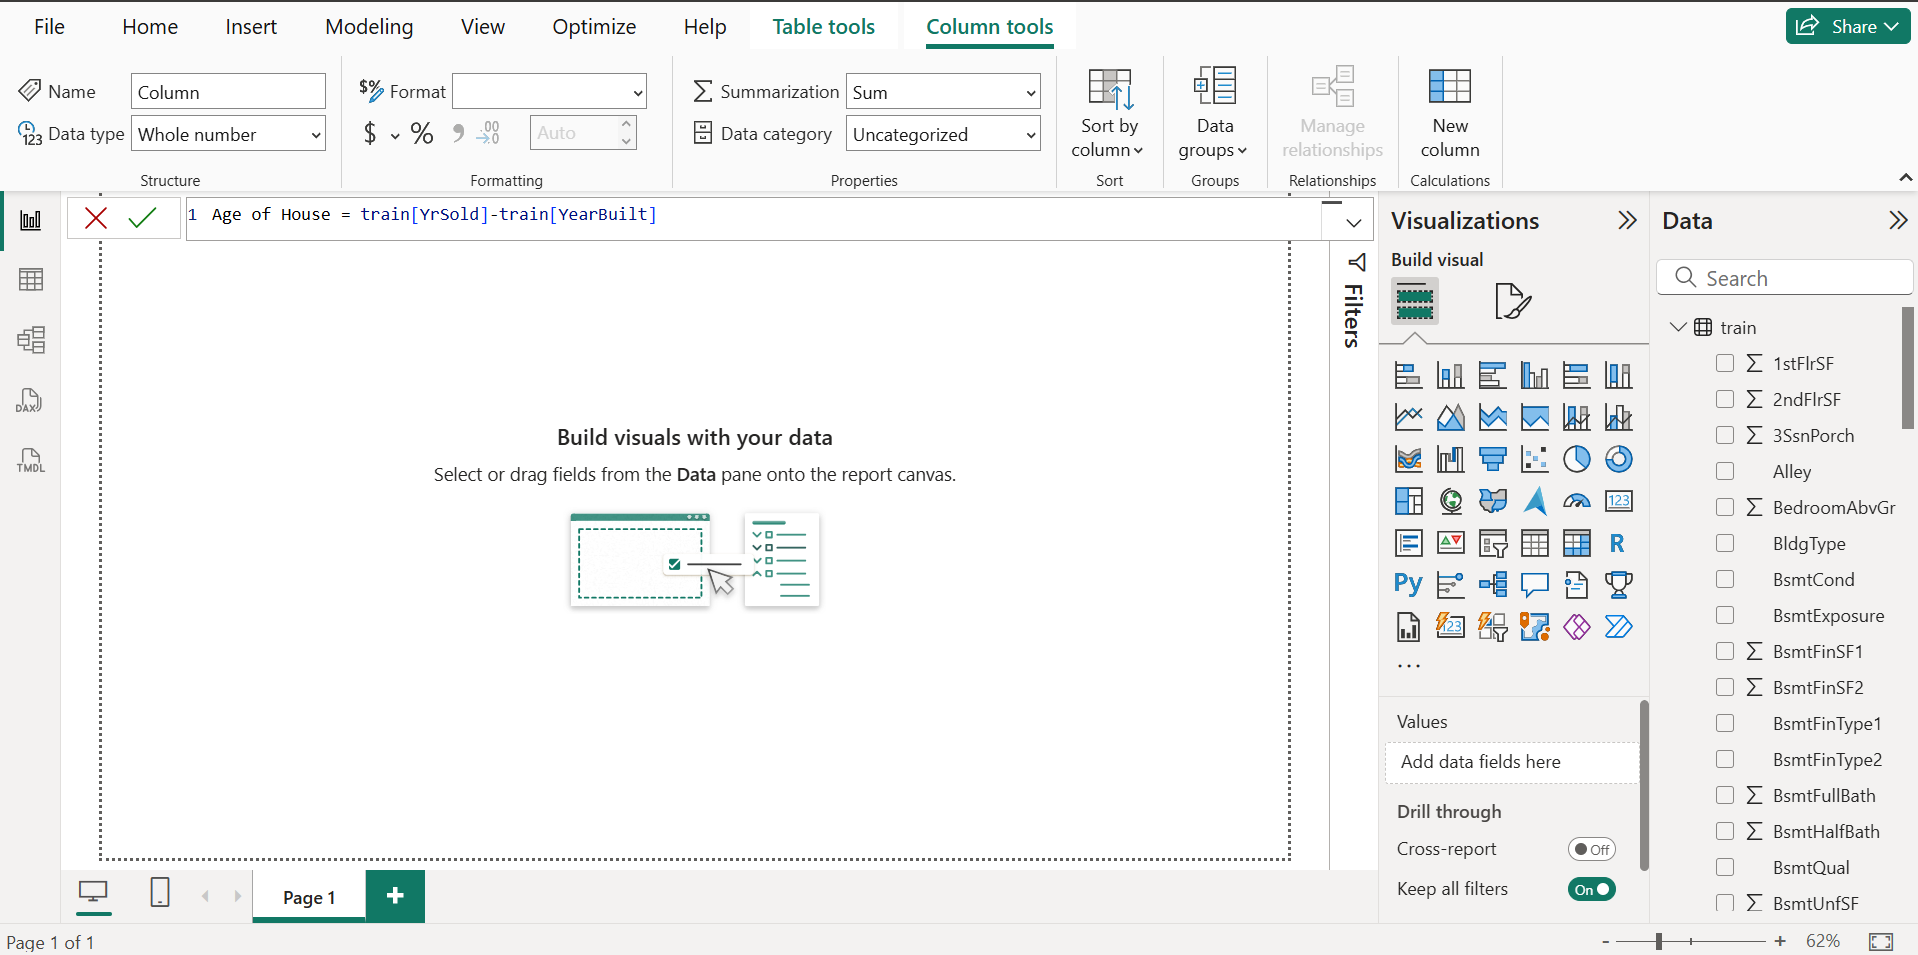 File Home Insert Modeling View Optimize Help Table tools Column tools Share
Name Column
Data type Whole number
Structure
Format
$ % Auto
Formatting
Summarization Sum
Data category Uncategorized
Properties
Sort by
column
Sort
Data
groups
Groups
Manage
relationships
Relationships
New
column
Calculations
1 Age of House = train[YrSold]-train[YearBuilt]
DAX
TMDL
Build visuals with your data
Select or drag fields from the Data pane onto the report canvas.
Filters
Visualizations
Build visual
123
R
Py
123
...
Values
Add data fields here
Drill through
Cross-report Off
Keep all filters On
Data
Search
train
1stFlrSF
2ndFlrSF
3SsnPorch
Alley
BedroomAbvGr
BldgType
BsmtCond
BsmtExposure
BsmtFinSF1
BsmtFinSF2
BsmtFinType1
BsmtFinType2
BsmtFullBath
BsmtHalfBath
BsmtQual
BsmtUnfSF
Page 1 +
Page 1 of 1
- + 62%